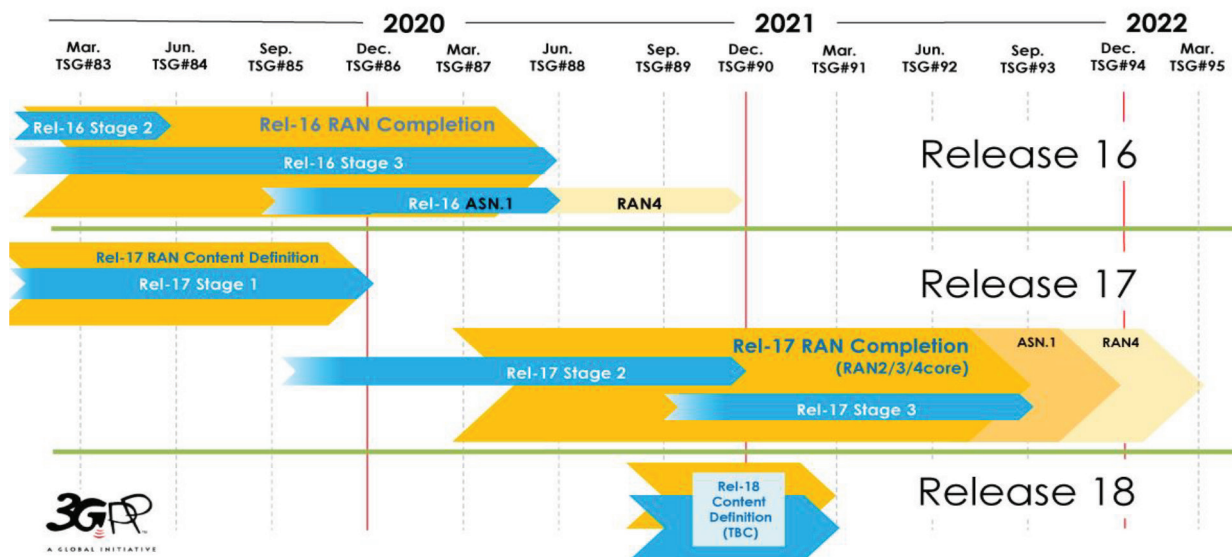 2020 2021 2022
Mar. Jun. Sep. Dec. Mar. Jun. Sep. Dec. Mar. Jun. Sep. Dec. Mar.
TSG#83 TSG#84 TSG#85 TSG#86 TSG#87 TSG#88 TSG#89 TSG#90 TSG#91 TSG#92 TSG#93 TSG#94 TSG#95
Rel-16 Stage 2
Rel-16 RAN Completion
Rel-16 Stage 3
Release 16
Rel-16 ASN.1
RAN4
Rel-17 RAN Content Definition
Rel-17 Stage 1
Release 17
Rel-17 RAN Completion
(RAN2/3/4core)
ASN.1
RAN4
Rel-17 Stage 2
Rel-17 Stage 3
Rel-18
Content
Definition
(TBC)
Release 18
3GPP
TM
A GLOBAL INITIATIVE